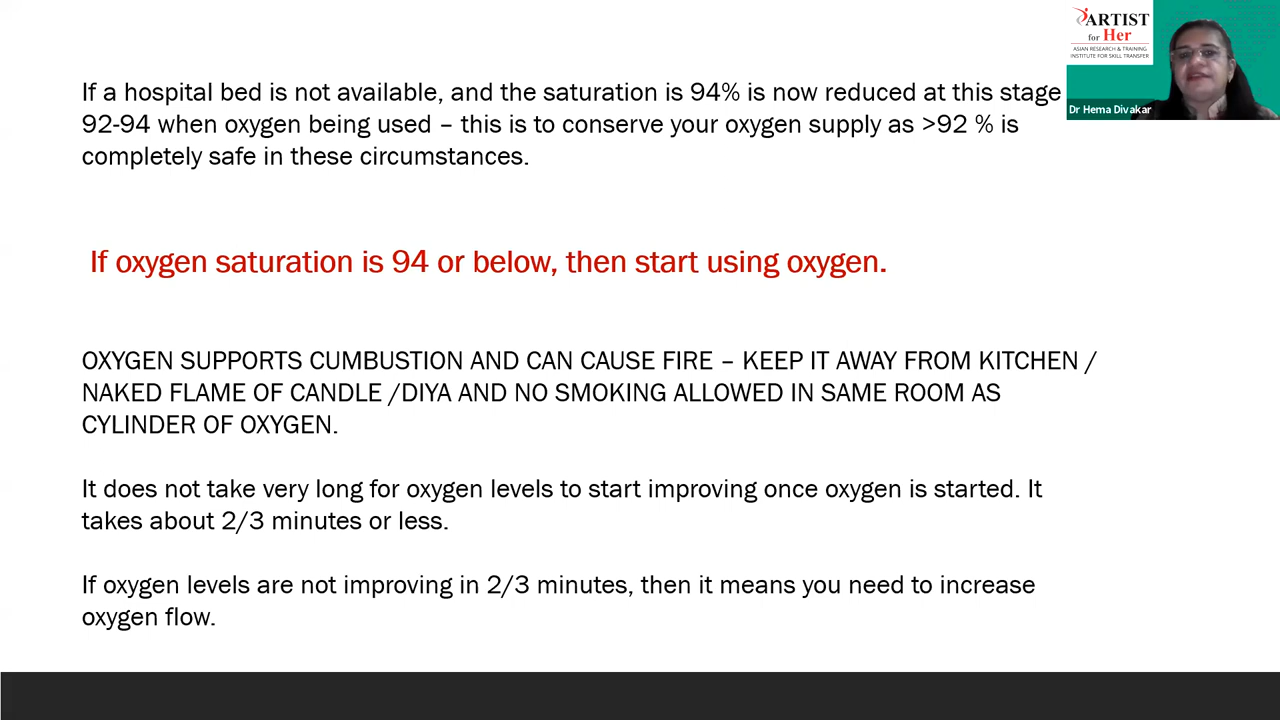 ARTIST
for Her
ASIAN RESEARCH & TRAINING
INSTITUTE FOR SKILL TRANSFER
Dr Hema Divakar
If a hospital bed is not available, and the saturation is 94% is now reduced at this stage
92-94 when oxygen being used – this is to conserve your oxygen supply as >92 % is
completely safe in these circumstances.
If oxygen saturation is 94 or below, then start using oxygen.
OXYGEN SUPPORTS CUMBUSTION AND CAN CAUSE FIRE – KEEP IT AWAY FROM KITCHEN /
NAKED FLAME OF CANDLE /DIYA AND NO SMOKING ALLOWED IN SAME ROOM AS
CYLINDER OF OXYGEN.
It does not take very long for oxygen levels to start improving once oxygen is started. It
takes about 2/3 minutes or less.
If oxygen levels are not improving in 2/3 minutes, then it means you need to increase
oxygen flow.